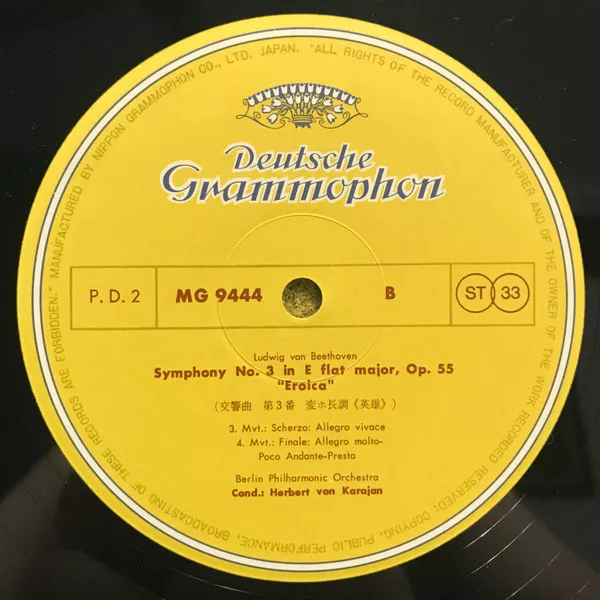 MANUFACTURED BY NIPPON GRAMMOPHON CO., LTD. JAPAN. "ALL RIGHTS OF THE RECORD MANUFACTURER AND OF THE OWNER OF THE WORK RECORDED RESERVED. COPYING, PUBLIC PERFORMANCE, BROADCASTING OF THESE RECORDS ARE FORBIDDEN."
Deutsche
Grammophon
P.D.2 MG 9444 B ST 33
Ludwig van Beethoven
Symphony No. 3 in E flat major, Op. 55
"Eroica"
(交響曲 第3番 変ホ長調《英雄》)
3. Mvt.: Scherzo: Allegro vivace
4. Mvt.: Finale: Allegro molto-
Poco Andante-Presto
Berlin Philharmonic Orchestra
Cond.: Herbert von Karajan